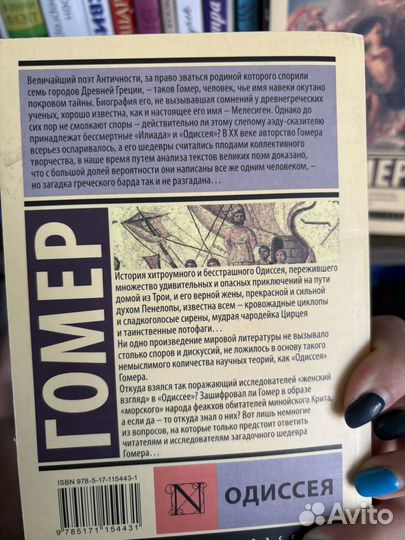 Величайший поэт Античности, за право зваться родиной которого спорили
семь городов Древней Греции, – таков Гомер, человек, чье имя навеки окутано
покровом тайны. Биография его, не вызывавшая сомнений у древнегреческих
ученых, хорошо известна, как и настоящее его имя – Мелесиген. Однако до
сих пор не смолкают споры – действительно ли этому слепому аэду-сказителю
принадлежат бессмертные «Илиада» и «Одиссея»? В XX веке авторство Гомера
всерьез оспаривалось, а его шедевры считались плодами коллективного
творчества, в наше время путем анализа текстов великих поэм доказано,
что с большой долей вероятности они написаны все же одним человеком, –
но загадка греческого барда так и не разгадана...
ГОМЕР
История хитроумного и бесстрашного Одиссея, пережившего
множество удивительных и опасных приключений на пути
домой из Трои, и его верной жены, прекрасной и сильной
духом Пенелопы, известна всем – кровожадные циклопы
и сладкоголосые сирены, мудрая чародейка Цирцея
и таинственные лотофаги...
Ни одно произведение мировой литературы не вызывало
столько споров и дискуссий, не ложилось в основу такого
немыслимого количества научных теорий, как «Одиссея»
Гомера.
Откуда взялся так поражающий исследователей «женский
взгляд» в «Одиссее»? Зашифровал ли Гомер в образе
«морского» народа феакхов обитателей минойского Крита,
а если да – то откуда знал о них? Вот лишь немногие
из вопросов, на которые только предстоит ответить
читателям и исследователям загадочного шедевра
Гомера...
ISBN 978-5-17-115443-1
9 785171 154431
N
ОДИССЕЯ
МЕР
Avito